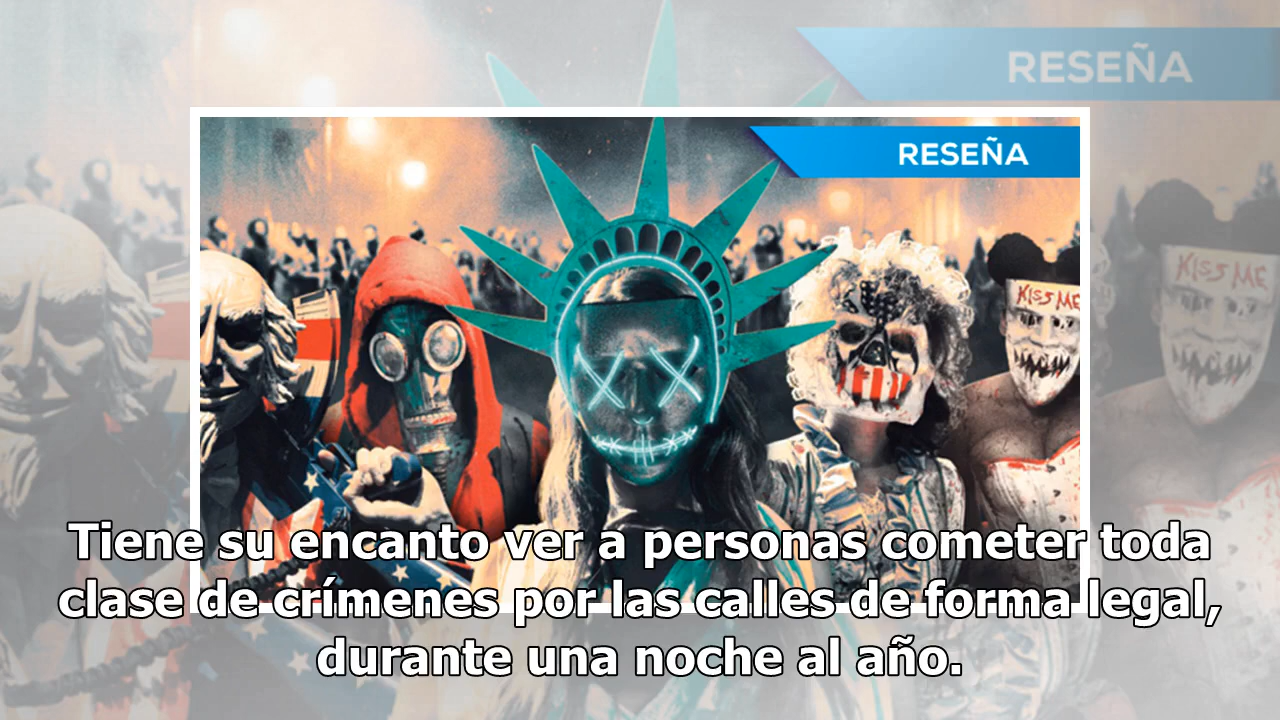 RESEÑA
RESEÑA
KISS ME
KISS ME
Tiene su encanto ver a personas cometer toda
clase de crímenes por las calles de forma legal,
durante una noche al año.